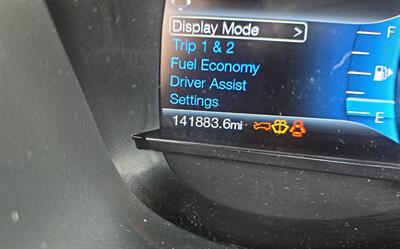 Display Mode >
F
Trip 1 & 2
Fuel Economy
Driver Assist
Settings
E
141883.6mi